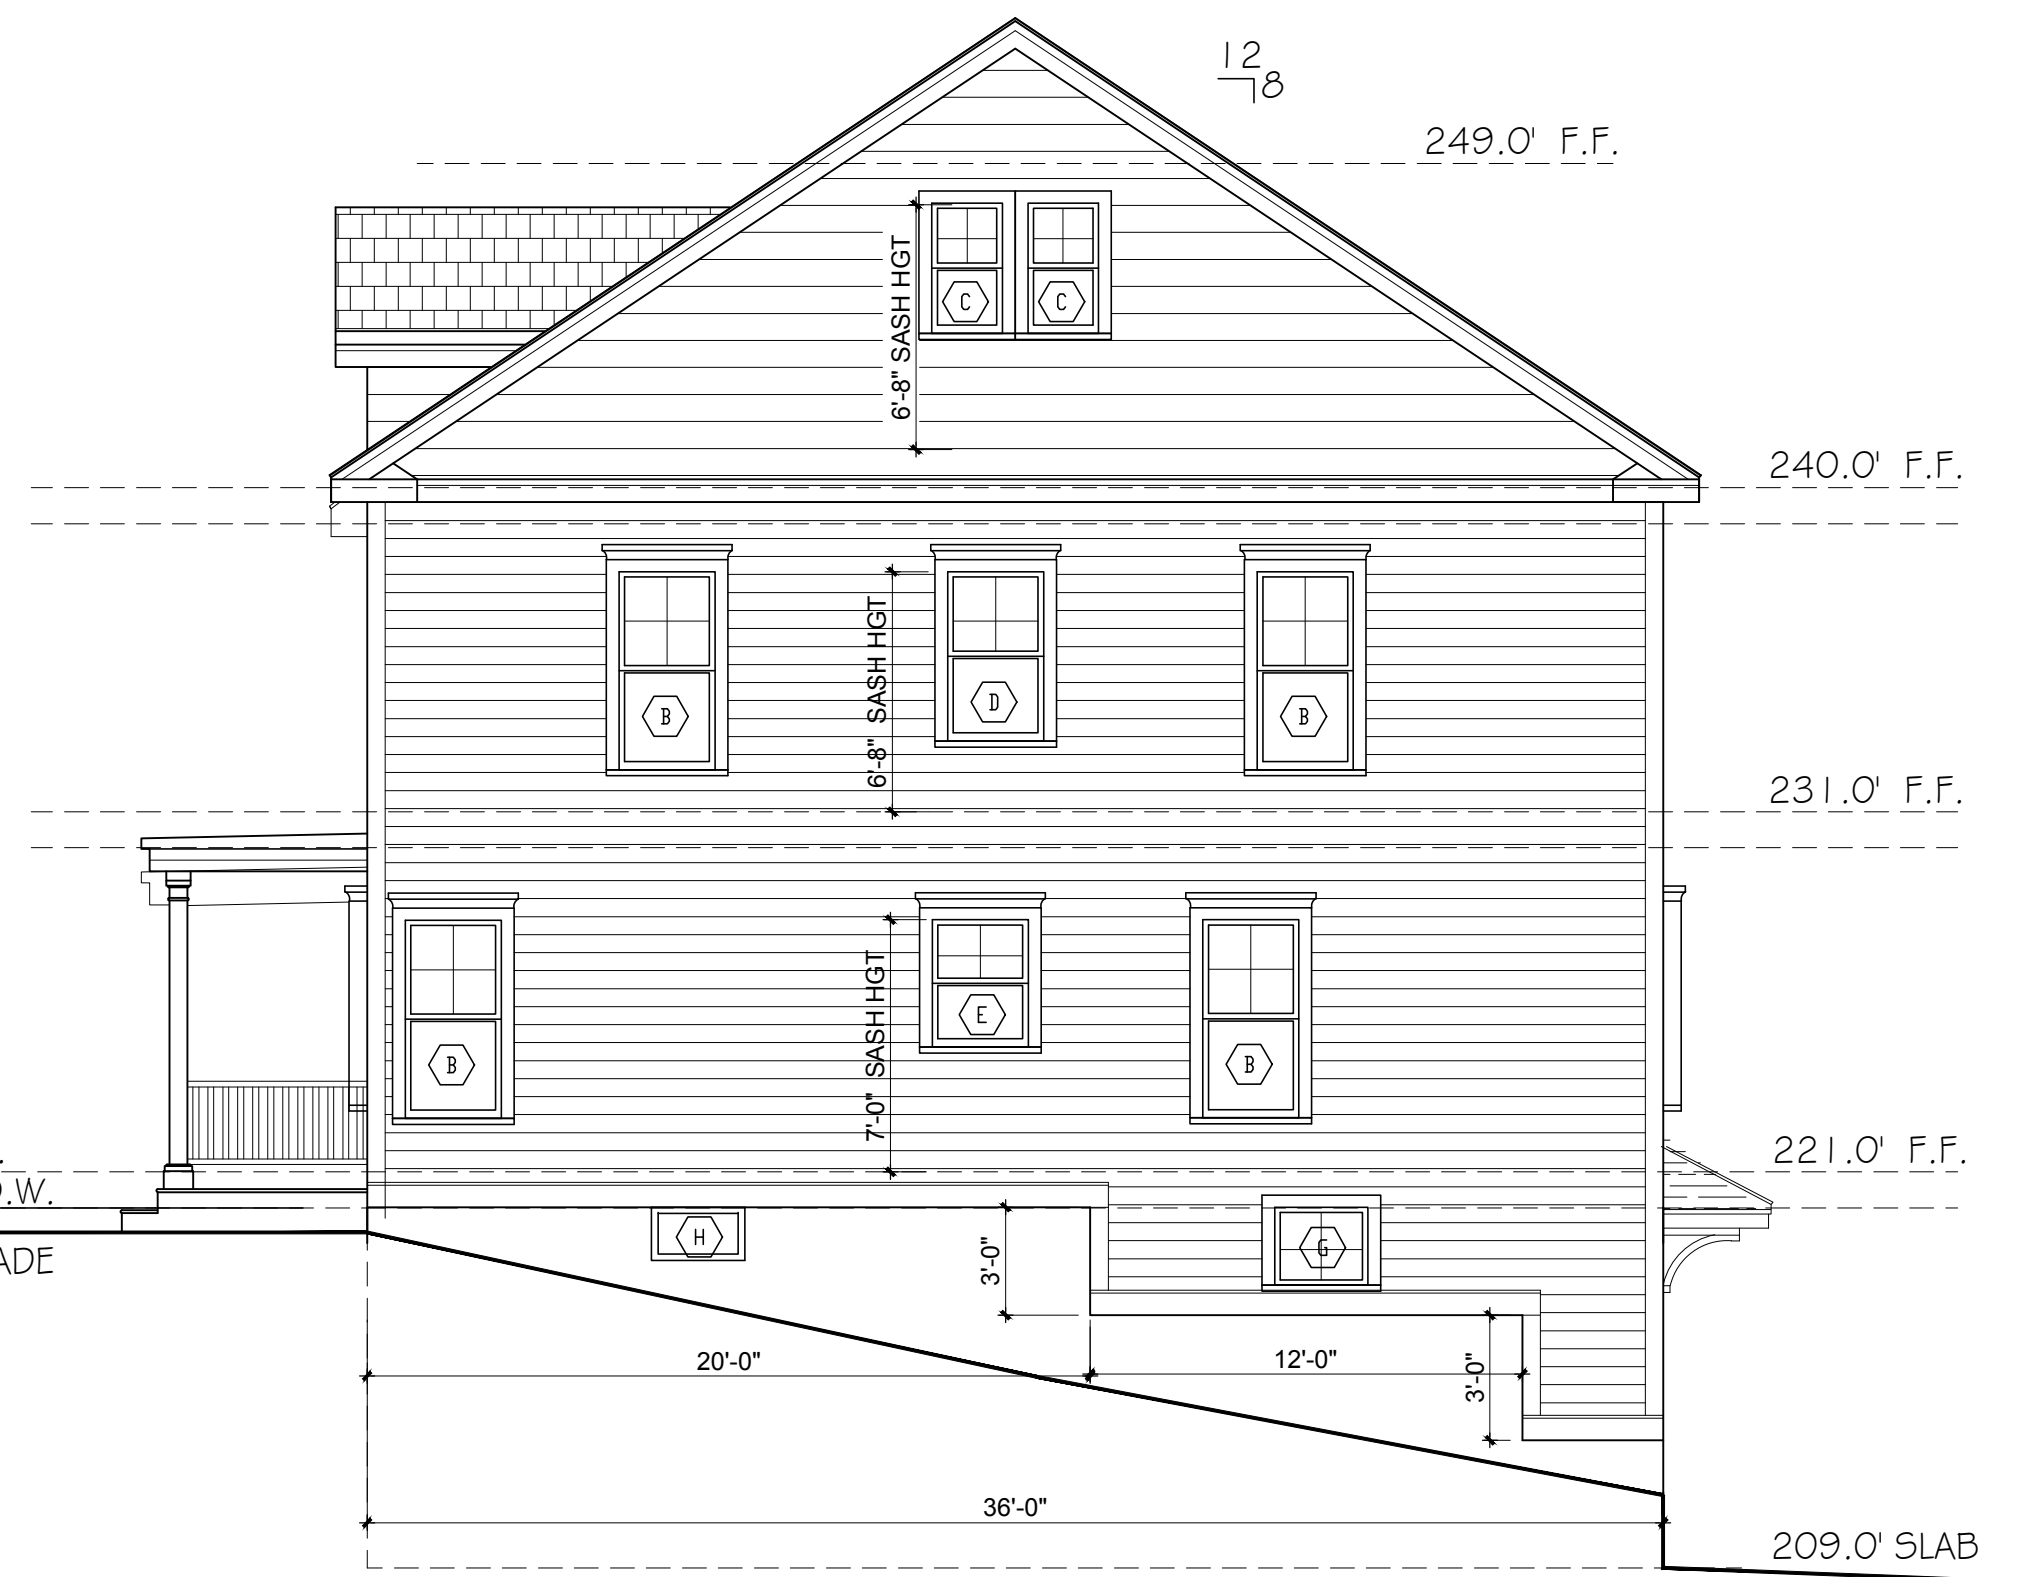 12
8
249.0' F.F.
6'-8" SASH HGT
C
C
240.0' F.F.
6'-8" SASH HGT
B
D
B
231.0' F.F.
7'-0" SASH HGT
B
E
B
221.0' F.F.
.W.
ADE
H
G
3'-0"
20'-0"
12'-0"
3'-0"
36'-0"
209.0' SLAB